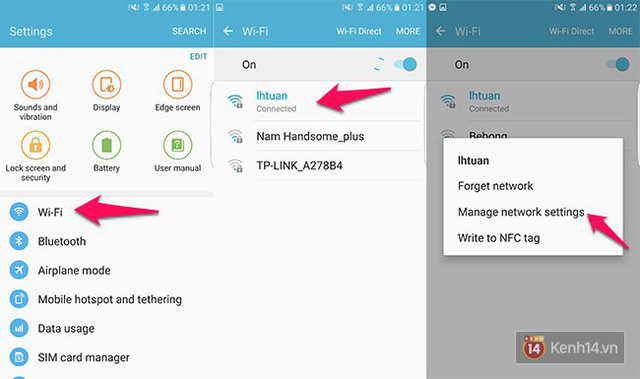 66% 01:21
Settings
SEARCH
EDIT
Sounds and
vibration
Display
Edge screen
Lock screen and
security
Battery
User manual
Wi-Fi
Bluetooth
Airplane mode
Mobile hotspot and tethering
Data usage
SIM card manager
66% 01:21
Wi-Fi
Wi-Fi Direct
MORE
On
lhtuan
Connected
Nam Handsome_plus
TP-LINK_A278B4
66% 01:22
Wi-Fi
Wi-Fi Direct
MORE
On
lhtuan
Connected
Behong
lhtuan
Forget network
Manage network settings
Write to NFC tag
14
Kenh14.vn